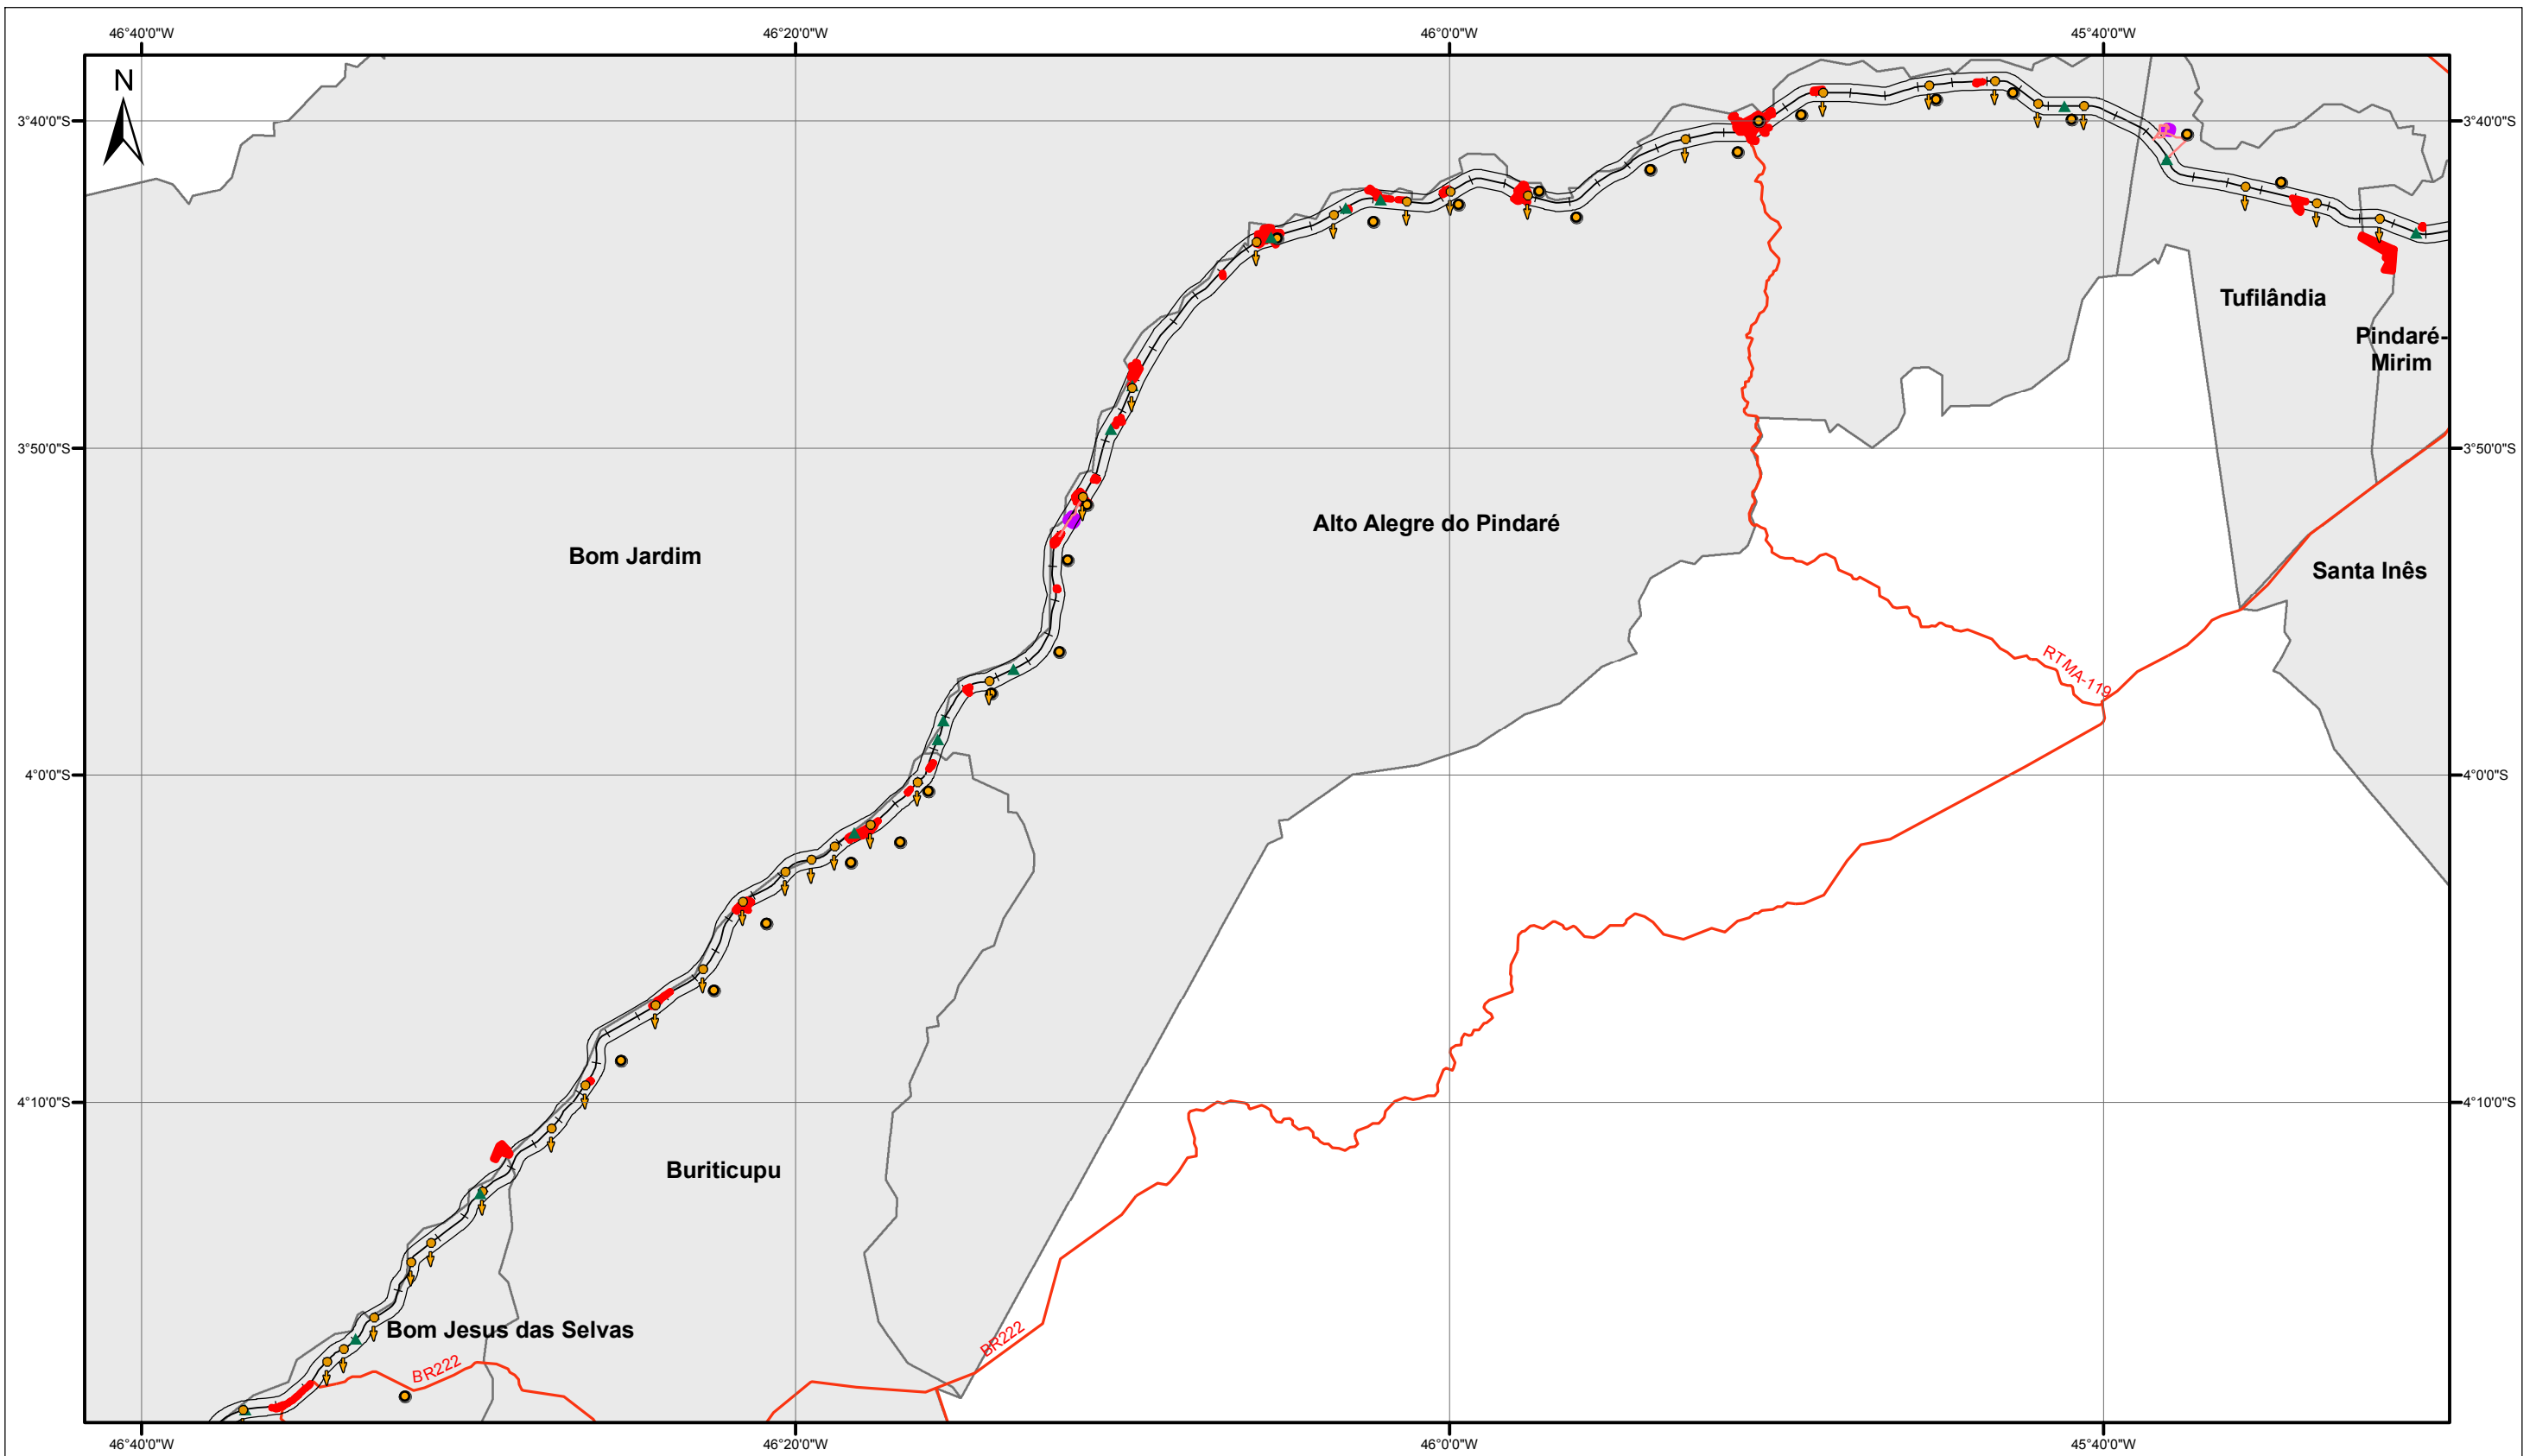 46°40'0"W
46°20'0"W
46°0'0"W
45°40'0"W
N
3°40'0"S
3°40'0"S
Tufilândia
Pindaré-
Mirim
3°50'0"S
3°50'0"S
Alto Alegre do Pindaré
Bom Jardim
Santa Inês
RTMA-119
4°0'0"S
4°0'0"S
4°10'0"S
4°10'0"S
Buriticupu
Bom Jesus das Selvas
BR222
BR222
46°40'0"W
46°20'0"W
46°0'0"W
45°40'0"W